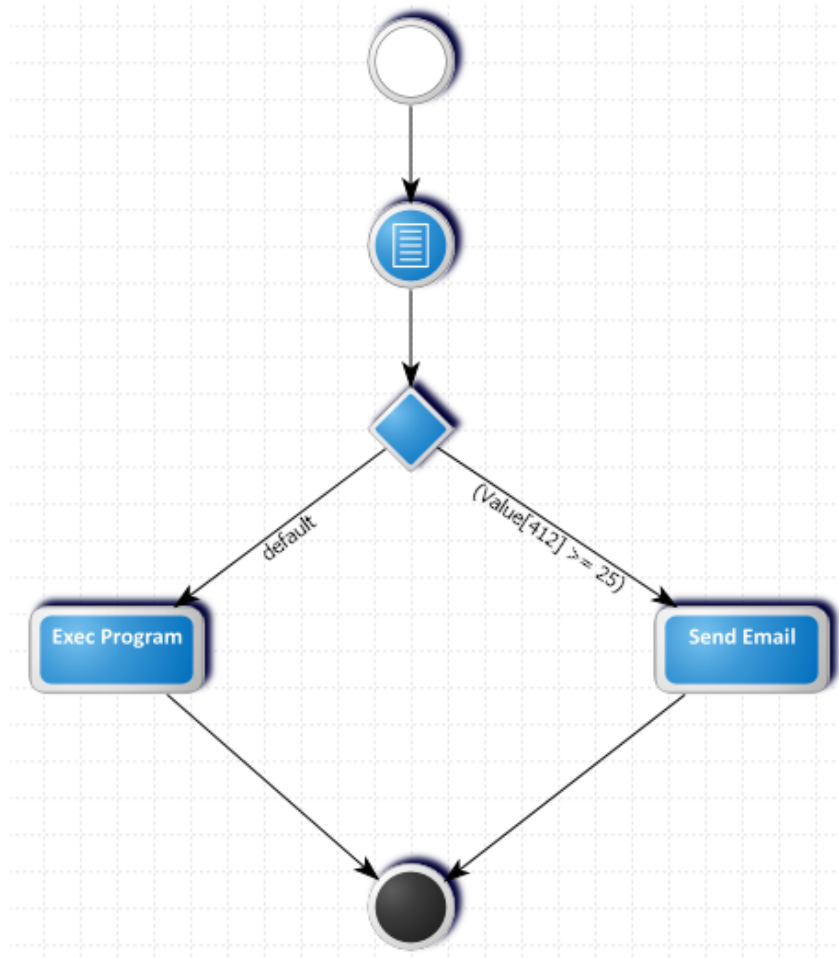 default
(Value[412] >= 25)
Exec Program
Send Email